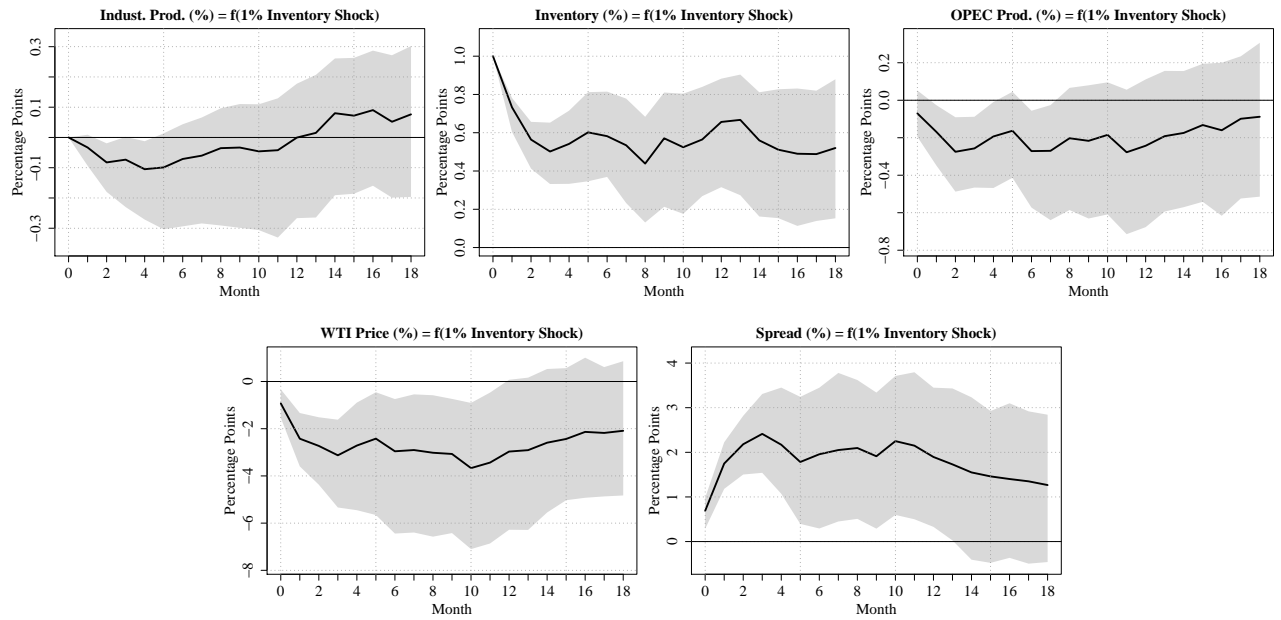 Indust. Prod. (%) = f(1% Inventory Shock)
Percentage Points
0.3
0.1
−0.1
−0.3
0 2 4 6 8 10 12 14 16 18
Month
Inventory (%) = f(1% Inventory Shock)
Percentage Points
1.0
0.8
0.6
0.4
0.2
0.0
0 2 4 6 8 10 12 14 16 18
Month
OPEC Prod. (%) = f(1% Inventory Shock)
Percentage Points
0.2
0.0
−0.4
−0.8
0 2 4 6 8 10 12 14 16 18
Month
WTI Price (%) = f(1% Inventory Shock)
Percentage Points
0
−2
−4
−6
−8
0 2 4 6 8 10 12 14 16 18
Month
Spread (%) = f(1% Inventory Shock)
Percentage Points
4
3
2
1
0
0 2 4 6 8 10 12 14 16 18
Month